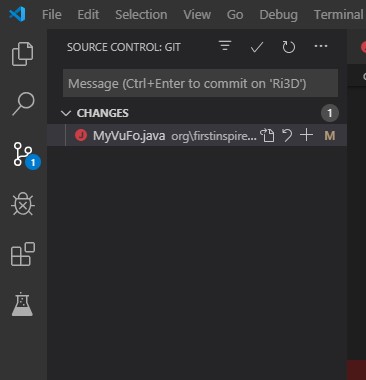 File Edit Selection View Go Debug Terminal
SOURCE CONTROL: GIT
Message (Ctrl+Enter to commit on 'Ri3D')
CHANGES 1
J MyVuFo.java org\firstinspire... M
1